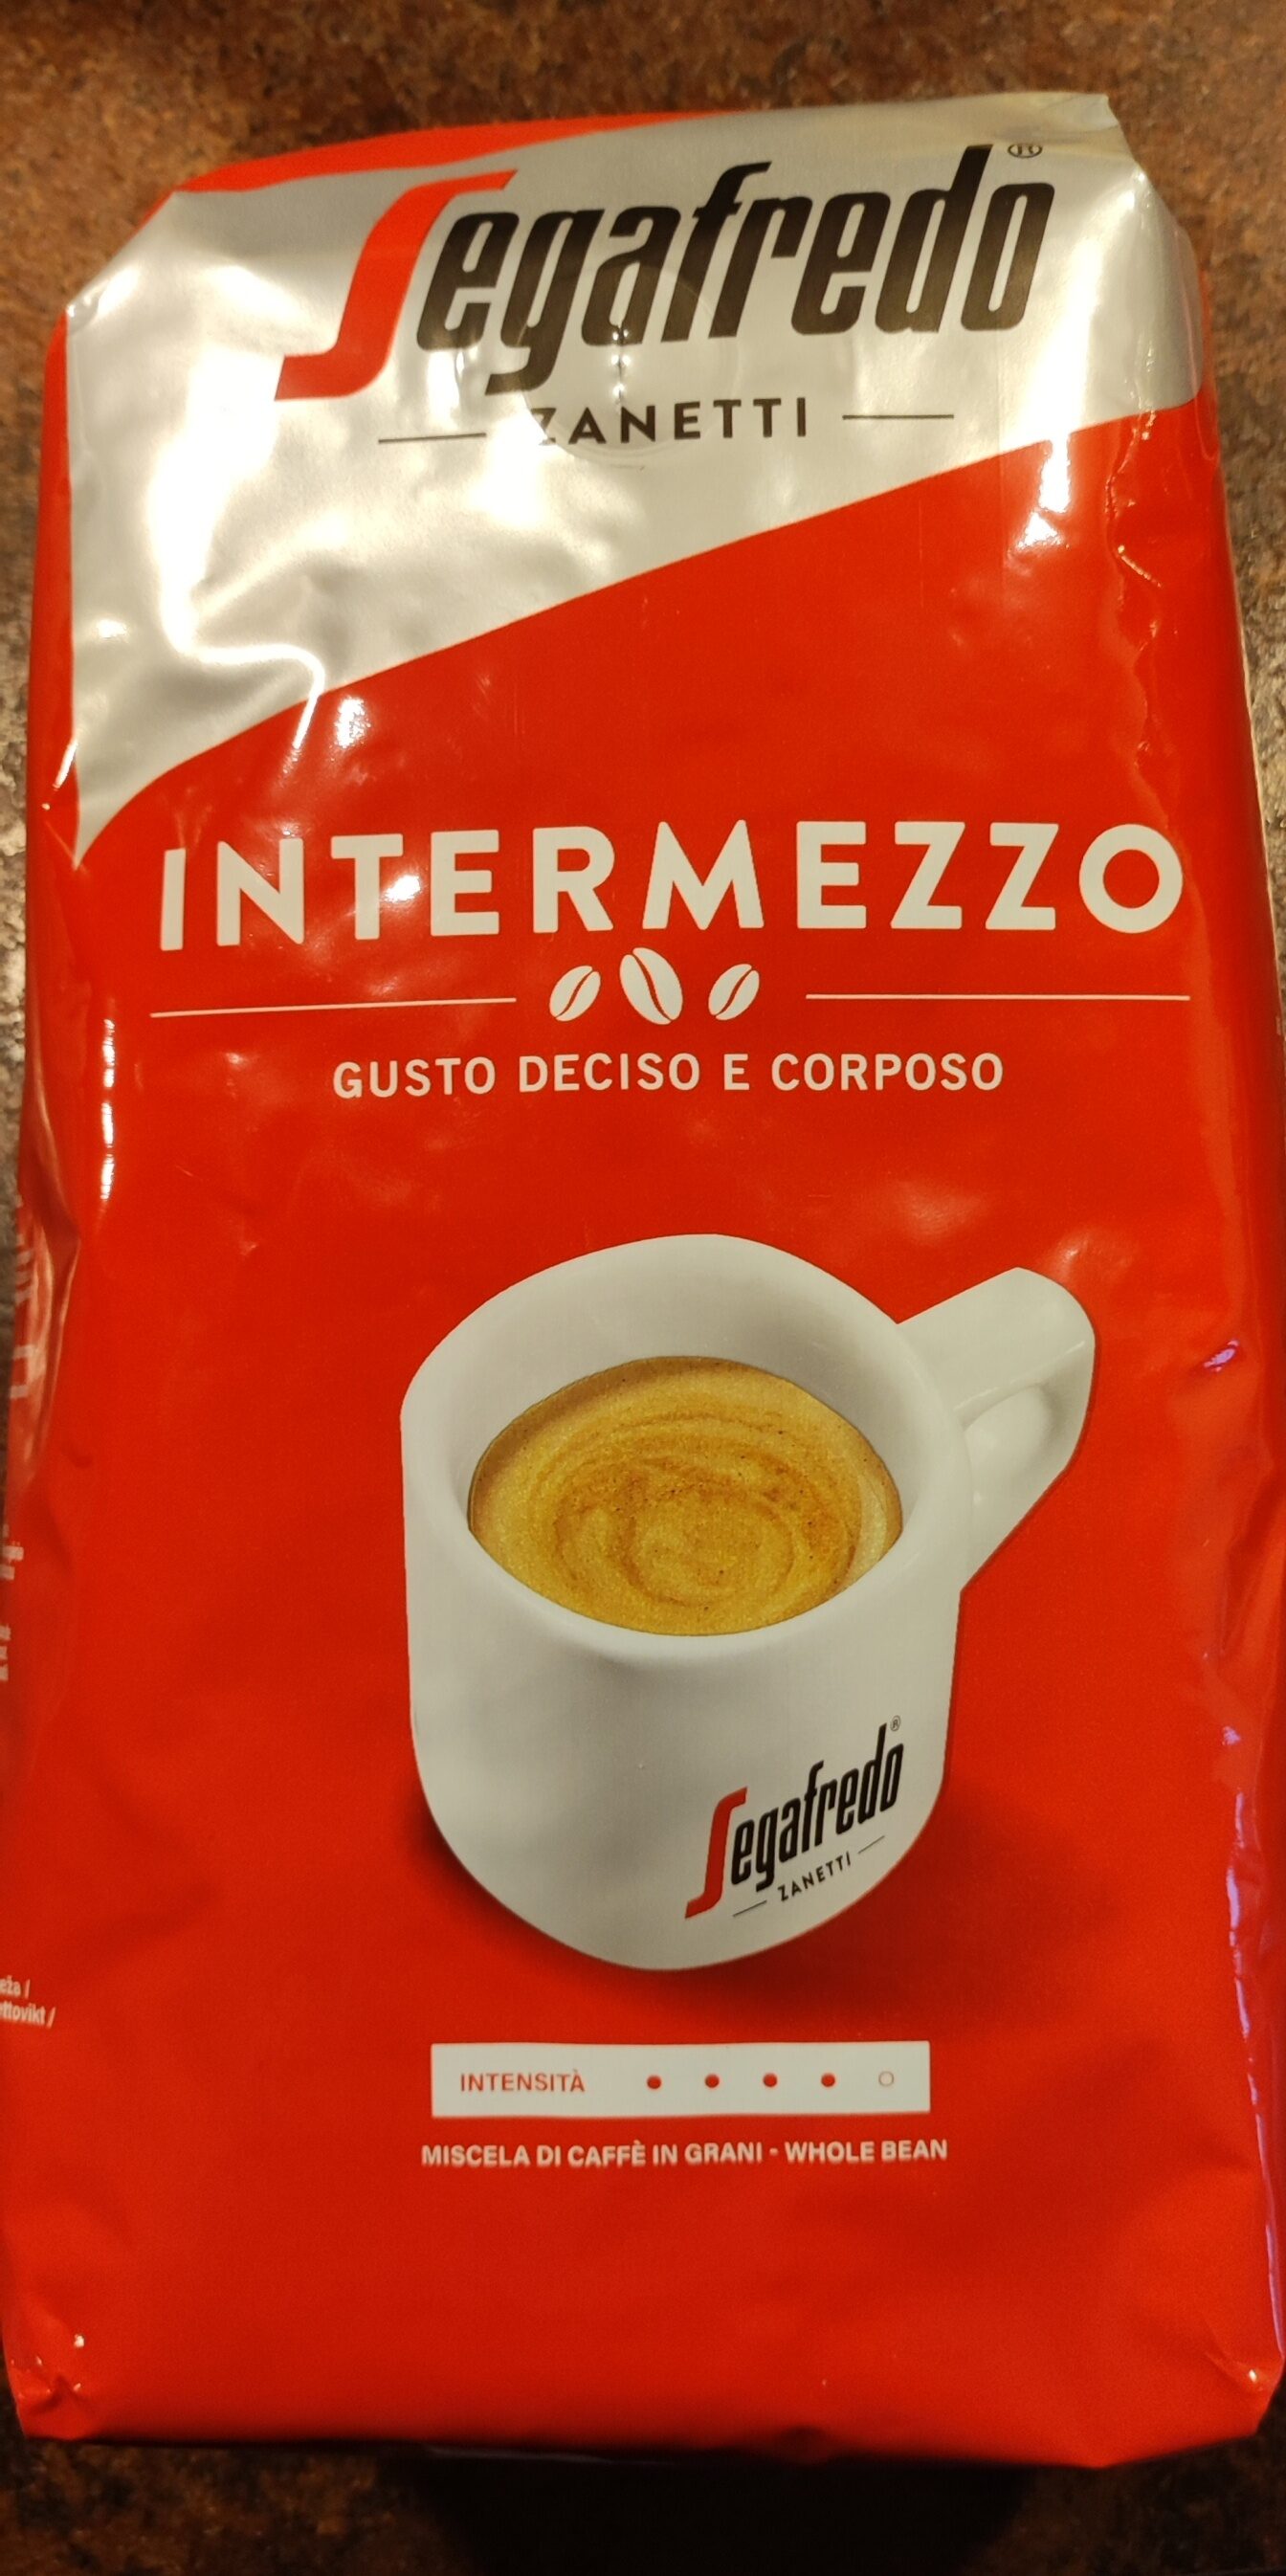 Segafredo®
ZANETTI
INTERMEZZO
GUSTO DECISO E CORPOSO
Segafredo®
ZANETTI
INTENSITÀ
MISCELA DI CAFFÈ IN GRANI - WHOLE BEAN